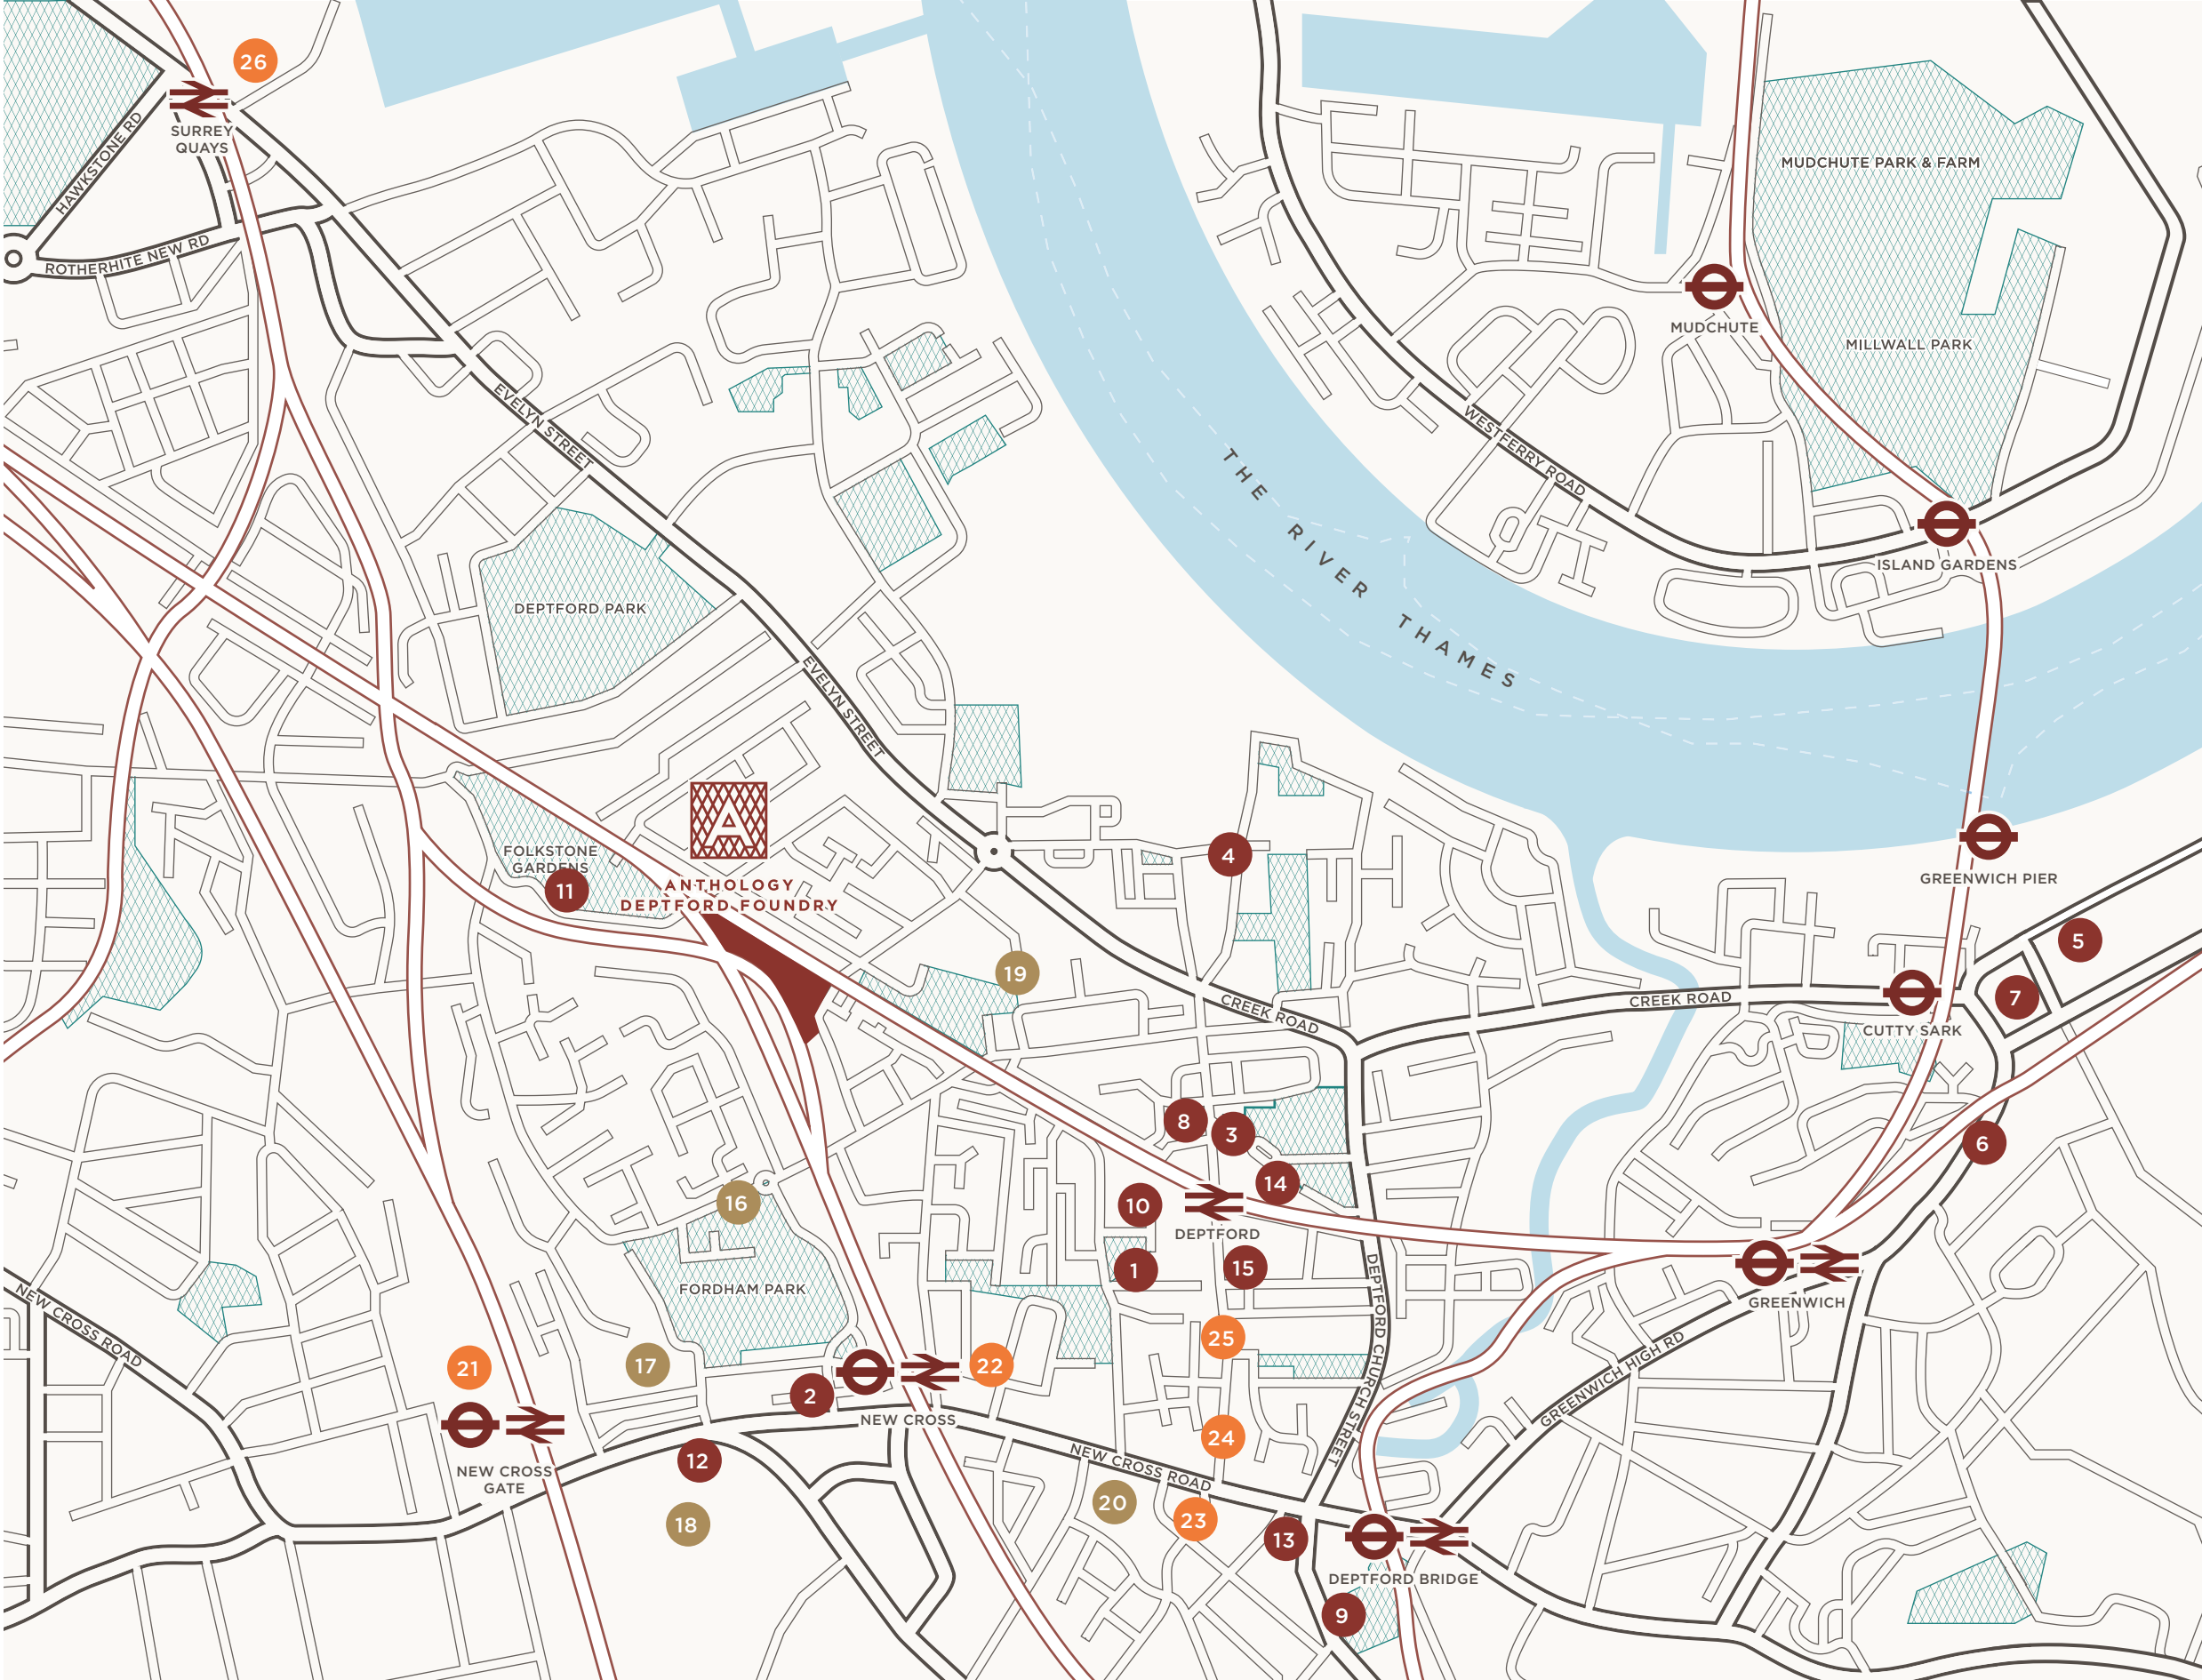 26
SURREY
QUAYS
HAWKSTONE RD
ROTHERHITE NEW RD
MUDCHUTE PARK & FARM
MUDCHUTE
MILLWALL PARK
EVELYN STREET
WESTFERRY ROAD
THE RIVER THAMES
ISLAND GARDENS
DEPTFORD PARK
EVELYN STREET
A
FOLKSTONE
GARDENS
11
ANTHOLOGY
DEPTFORD FOUNDRY
4
GREENWICH PIER
5
7
19
CREEK ROAD
CREEK ROAD
CUTTY SARK
8
3
6
14
16
10
DEPTFORD
1
15
FORDHAM PARK
DEPTFORD CHURCH STREET
GREENWICH
NEW CROSS ROAD
25
GREENWICH HIGH RD
21
17
22
2
NEW CROSS
24
12
NEW CROSS
GATE
NEW CROSS ROAD
20
18
23
13
DEPTFORD BRIDGE
9